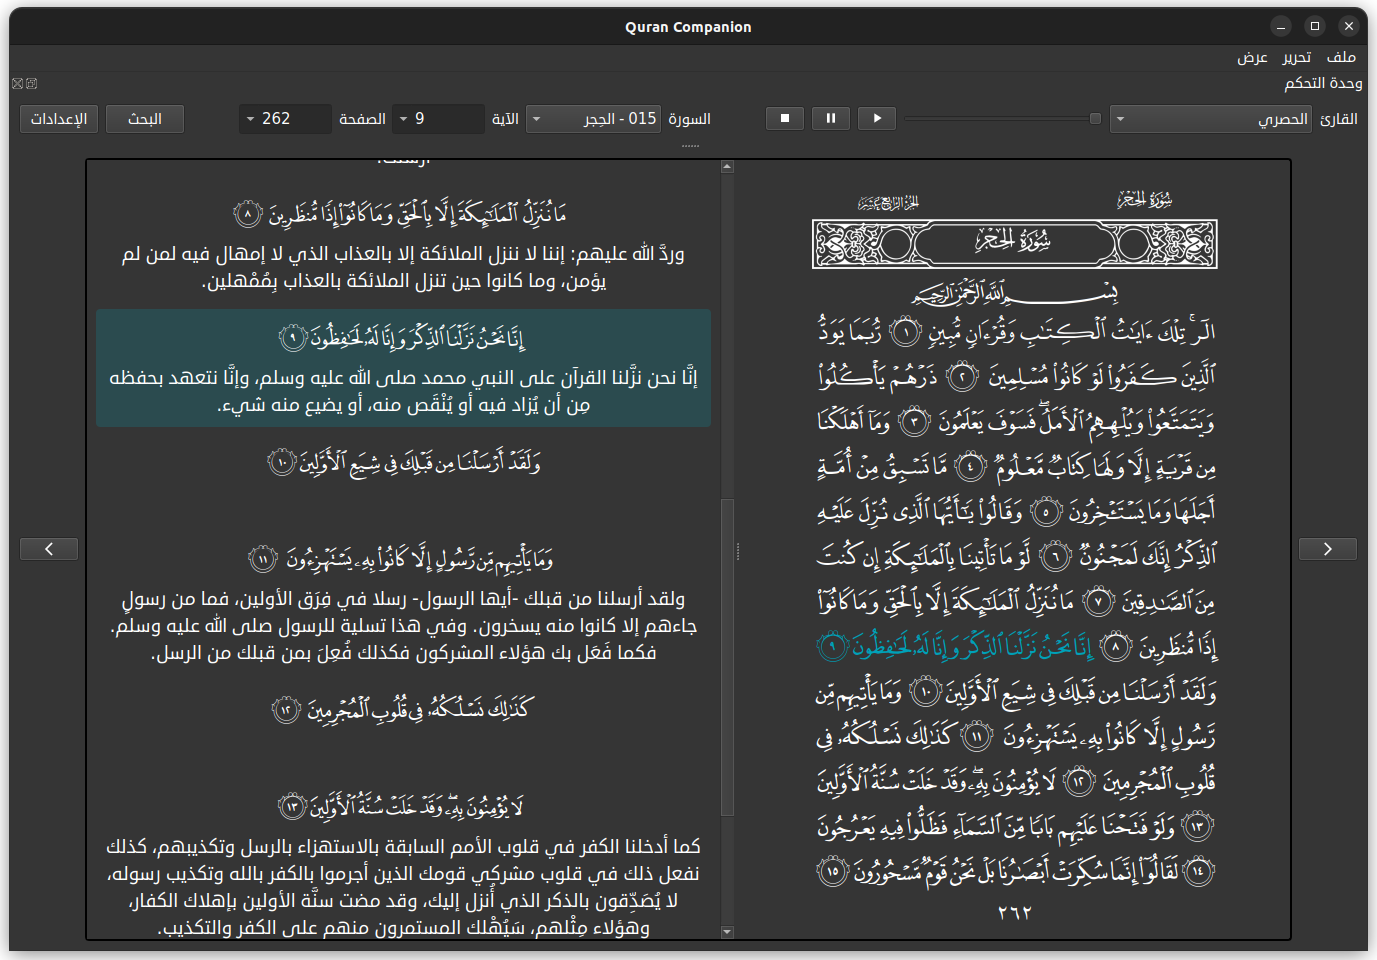 Quran Companion
ملف تحرير عرض
وحدة التحكم
القارئ الحصري السورة 015 - الحِجر الآية 9 الصفحة 262 البحث الإعدادات
سُورَةُ الحِجْرِ الجُزْءُ الرَّابِعَ عَشَرَ
سُورَةُ الحِجْرِ
بِسْمِ ٱللَّهِ ٱلرَّحْمَٰنِ ٱلرَّحِيمِ
الٓرۚ تِلْكَ ءَايَٰتُ ٱلْكِتَٰبِ وَقُرْءَانٖ مُّبِينٖ ١ رُّبَمَا يَوَدُّ
ٱلَّذِينَ كَفَرُواْ لَوْ كَانُواْ مُسْلِمِينَ ٢ ذَرْهُمْ يَأْكُلُواْ
وَيَتَمَتَّعُواْ وَيُلْهِهِمُ ٱلْأَمَلُۖ فَسَوْفَ يَعْلَمُونَ ٣ وَمَآ أَهْلَكْنَا
مِن قَرْيَةٍ إِلَّا وَلَهَا كِتَابٞ مَّعْلُومٞ ٤ مَّا تَسْبِقُ مِنْ أُمَّةٍ
أَجَلَهَا وَمَا يَسْتَـْٔخِرُونَ ٥ وَقَالُواْ يَٰٓأَيُّهَا ٱلَّذِي نُزِّلَ عَلَيْهِ
ٱلذِّكْرُ إِنَّكَ لَمَجْنُونٞ ٦ لَّوْ مَا تَأْتِينَا بِٱلْمَلَٰٓئِكَةِ إِن كُنتَ
مِنَ ٱلصَّٰدِقِينَ ٧ مَا نُنَزِّلُ ٱلْمَلَٰٓئِكَةَ إِلَّا بِٱلْحَقِّ وَمَا كَانُوٓاْ
إِذٗا مُّنظَرِينَ ٨ إِنَّا نَحْنُ نَزَّلْنَا ٱلذِّكْرَ وَإِنَّا لَهُۥ لَحَٰفِظُونَ ٩
وَلَقَدْ أَرْسَلْنَا مِن قَبْلِكَ فِي شِيَعِ ٱلْأَوَّلِينَ ١٠ وَمَا يَأْتِيهِم مِّن
رَّسُولٍ إِلَّا كَانُواْ بِهِۦ يَسْتَهْزِءُونَ ١١ كَذَٰلِكَ نَسْلُكُهُۥ فِي
قُلُوبِ ٱلْمُجْرِمِينَ ١٢ لَا يُؤْمِنُونَ بِهِۦۖ وَقَدْ خَلَتْ سُنَّةُ ٱلْأَوَّلِينَ
١٣ وَلَوْ فَتَحْنَا عَلَيْهِم بَابٗا مِّنَ ٱلسَّمَآءِ فَظَلُّواْ فِيهِ يَعْرُجُونَ
١٤ لَقَالُوٓاْ إِنَّمَا سُكِّرَتْ أَبْصَٰرُنَا بَلْ نَحْنُ قَوْمٞ مَّسْحُورُونَ ١٥
٢٦٢
مَا نُنَزِّلُ ٱلْمَلَٰٓئِكَةَ إِلَّا بِٱلْحَقِّ وَمَا كَانُوٓاْ إِذٗا مُّنظَرِينَ ٨
وردَّ الله عليهم: إننا لا ننزل الملائكة إلا بالعذاب الذي لا إمهال فيه لمن لم
يؤمن، وما كانوا حين تنزل الملائكة بالعذاب بِمُمْهلين.
إِنَّا نَحْنُ نَزَّلْنَا ٱلذِّكْرَ وَإِنَّا لَهُۥ لَحَٰفِظُونَ ٩
إنَّا نحن نزَّلنا القرآن على النبي محمد صلى الله عليه وسلم، وإنَّا نتعهد بحفظه
مِن أن يُزاد فيه أو يُنْقَص منه، أو يضيع منه شيء.
وَلَقَدْ أَرْسَلْنَا مِن قَبْلِكَ فِي شِيَعِ ٱلْأَوَّلِينَ ١٠
وَمَا يَأْتِيهِم مِّن رَّسُولٍ إِلَّا كَانُواْ بِهِۦ يَسْتَهْزِءُونَ ١١
ولقد أرسلنا من قبلك -أيها الرسول- رسلا في فِرَق الأولين، فما من رسولٍ
جاءهم إلا كانوا منه يسخرون. وفي هذا تسلية للرسول صلى الله عليه وسلم.
فكما فَعَل بك هؤلاء المشركون فكذلك فُعِلَ بمن قبلك من الرسل.
كَذَٰلِكَ نَسْلُكُهُۥ فِي قُلُوبِ ٱلْمُجْرِمِينَ ١٢
لَا يُؤْمِنُونَ بِهِۦۖ وَقَدْ خَلَتْ سُنَّةُ ٱلْأَوَّلِينَ ١٣
كما أدخلنا الكفر في قلوب الأمم السابقة بالاستهزاء بالرسل وتكذيبهم، كذلك
نفعل ذلك في قلوب مشركي قومك الذين أجرموا بالكفر بالله وتكذيب رسوله،
لا يُصَدِّقون بالذكر الذي أُنزل إليك، وقد مضت سنَّة الأولين بإهلاك الكفار،
وهؤلاء مِثْلهم، سَيُهْلك المستمرون منهم على الكفر والتكذيب.